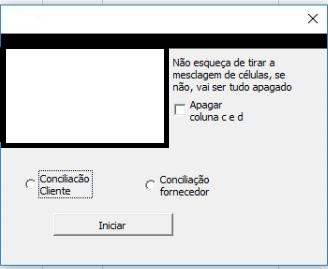 Não esqueça de tirar a
mesclagem de células, se
não, vai ser tudo apagado
Apagar
coluna c e d
Conciliacão
Cliente
Conciliação
fornecedor
Iniciar